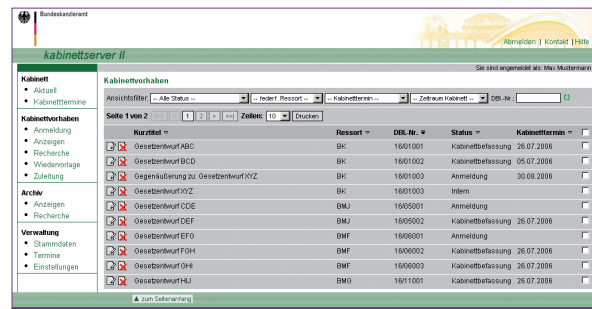 Bundeskanzleramt
Abmelden | Kontakt | Hilfe
kabinettserver II
Sie sind angemeldet als: Max Mustermann
Kabinett
Aktuell
Kabinetttermine
Kabinettvorhaben
Anmeldung
Anzeigen
Recherche
Wiedervorlage
Zuleitung
Archiv
Anzeigen
Recherche
Verwaltung
Stammdaten
Termine
Einstellungen
Kabinettvorhaben
Ansichtsfilter: -- Alle Status -- -- federf. Ressort -- -- Kabinetttermin -- -- Zeitraum Kabinett -- DBl.-Nr.:
Seite 1 von 2 |<< < 1 2 > >>| Zeilen: 10 Drucken
Kurztitel Ressort DBl.-Nr. Status Kabinetttermin
Gesetzentwurf ABC BK 16/01001 Kabinettbefassung 26.07.2006
Gesetzentwurf BCD BK 16/01002 Kabinettbefassung 05.07.2006
Gegenäußerung zu: Gesetzentwurf XYZ BK 16/01003 Anmeldung 30.08.2006
Gesetzentwurf XYZ BK 16/01003 Intern
Gesetzentwurf CDE BMJ 16/05001 Anmeldung
Gesetzentwurf DEF BMJ 16/05002 Kabinettbefassung 26.07.2006
Gesetzentwurf EFG BMF 16/06001 Anmeldung
Gesetzentwurf FGH BMF 16/06002 Kabinettbefassung 26.07.2006
Gesetzentwurf GHI BMF 16/06003 Kabinettbefassung 26.07.2006
Gesetzentwurf HIJ BMG 16/11001 Kabinettbefassung 26.07.2006
▲ zum Seitenanfang